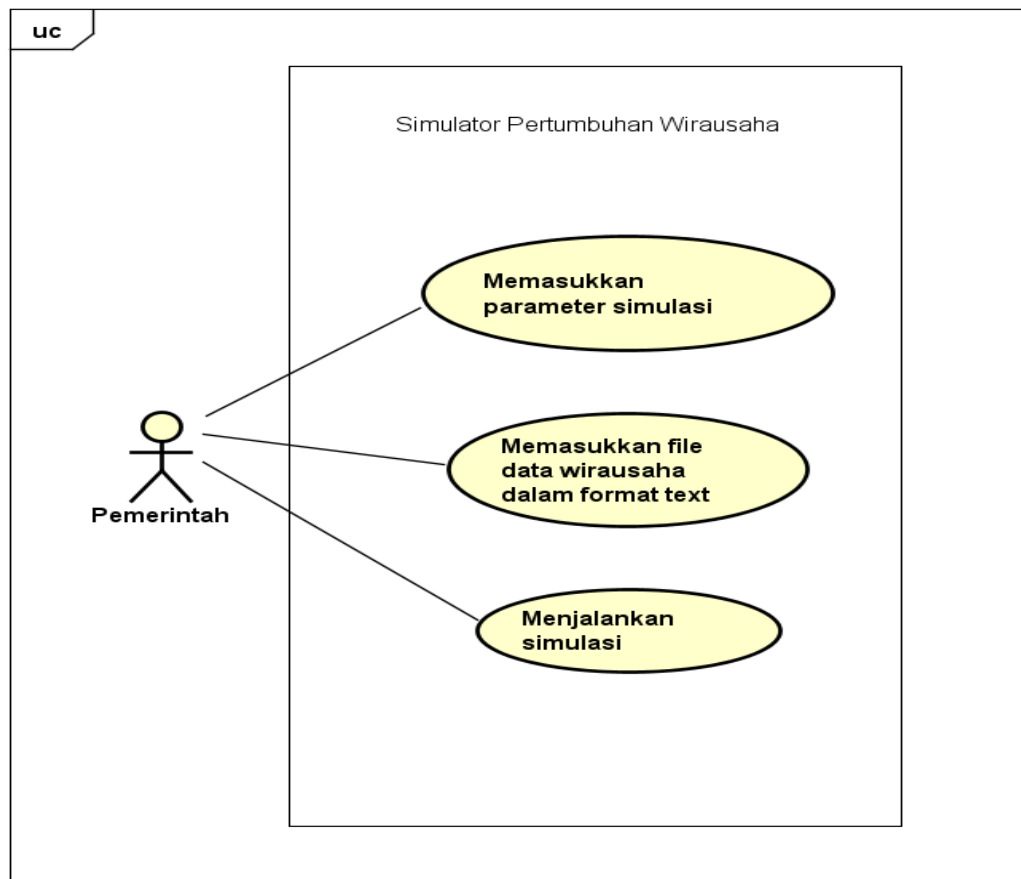 uc
Simulator Pertumbuhan Wirausaha
Memasukkan
parameter simulasi
Memasukkan file
data wirausaha
dalam format text
Pemerintah
Menjalankan
simulasi